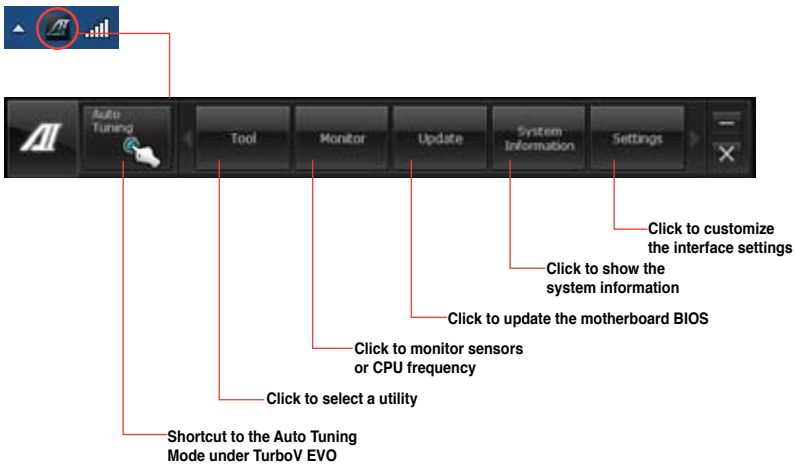 Auto
Tuning
Tool
Monitor
Update
System
Information
Settings
Click to customize
the interface settings
Click to show the
system information
Click to update the motherboard BIOS
Click to monitor sensors
or CPU frequency
Click to select a utility
Shortcut to the Auto Tuning
Mode under TurboV EVO